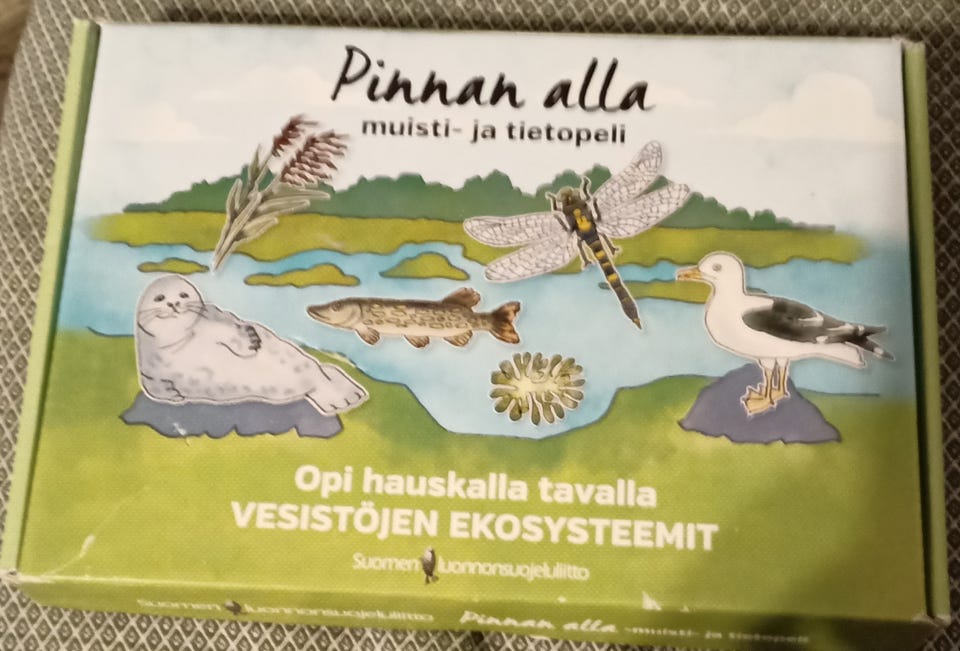 Pinnan alla
muisti- ja tietopeli
Opi hauskalla tavalla
VESISTÖJEN EKOSYSTEEMIT
Suomen luonnonsuojeluliitto
Suomen luonnonsuojeluliitto Pinnan alla -muisti- ja tietopeli